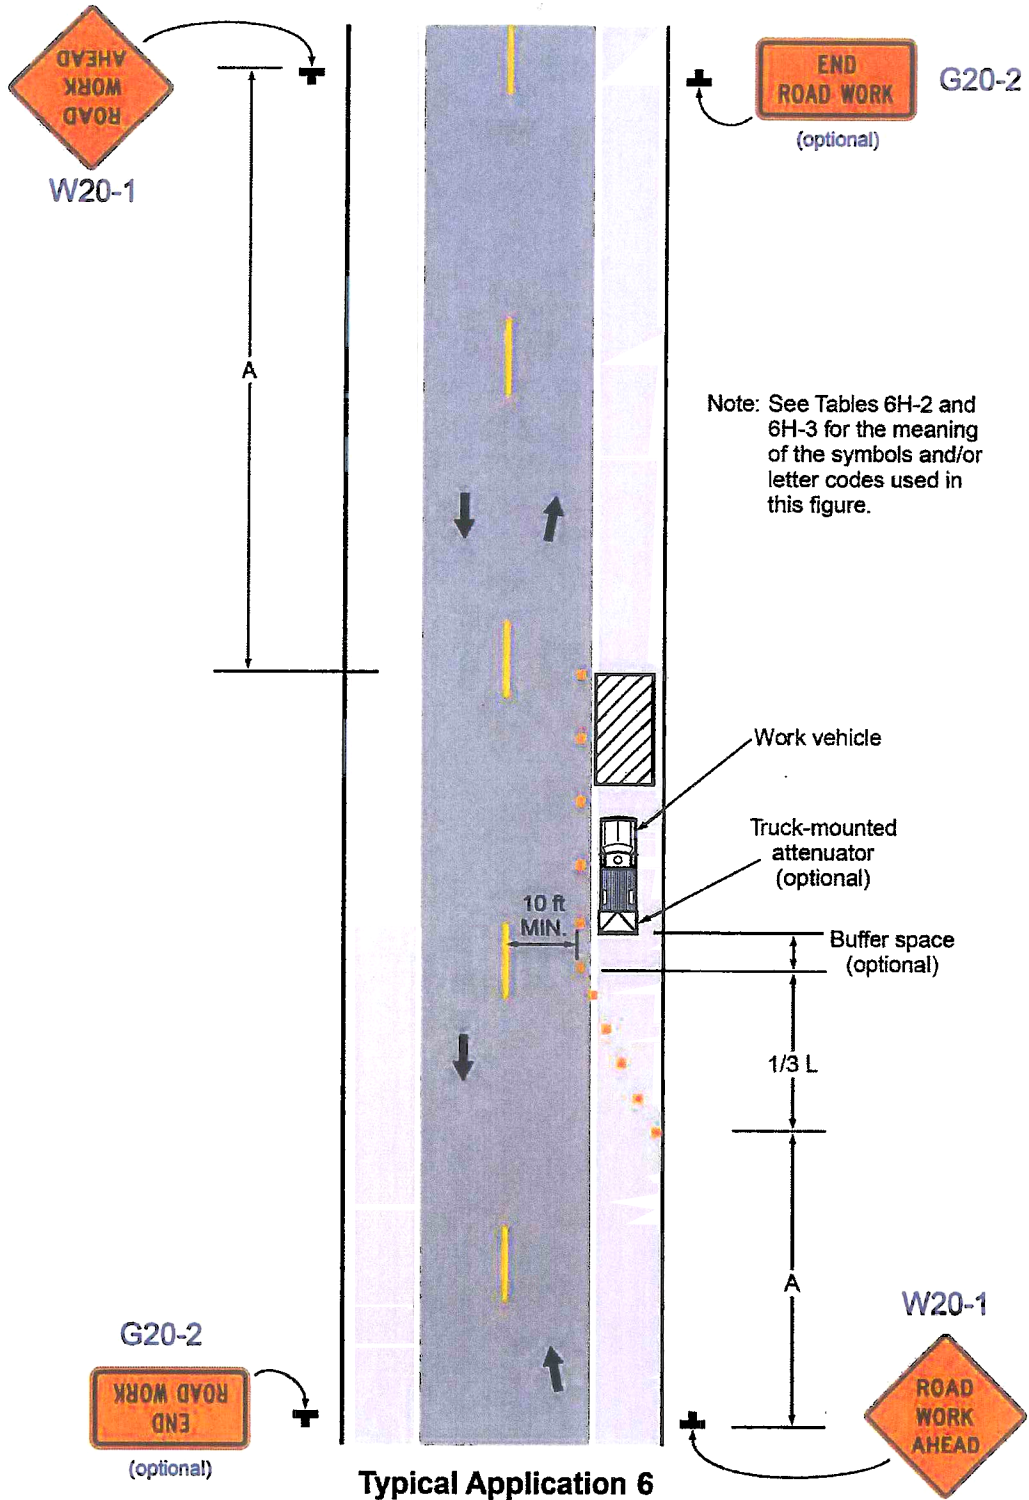 ROAD
WORK
AHEAD
W20-1
END
ROAD WORK
(optional)
G20-2
A
Note: See Tables 6H-2 and
6H-3 for the meaning
of the symbols and/or
letter codes used in
this figure.
Work vehicle
Truck-mounted
attenuator
(optional)
10 ft
MIN.
Buffer space
(optional)
1/3 L
A
G20-2
END
ROAD WORK
(optional)
W20-1
ROAD
WORK
AHEAD
Typical Application 6